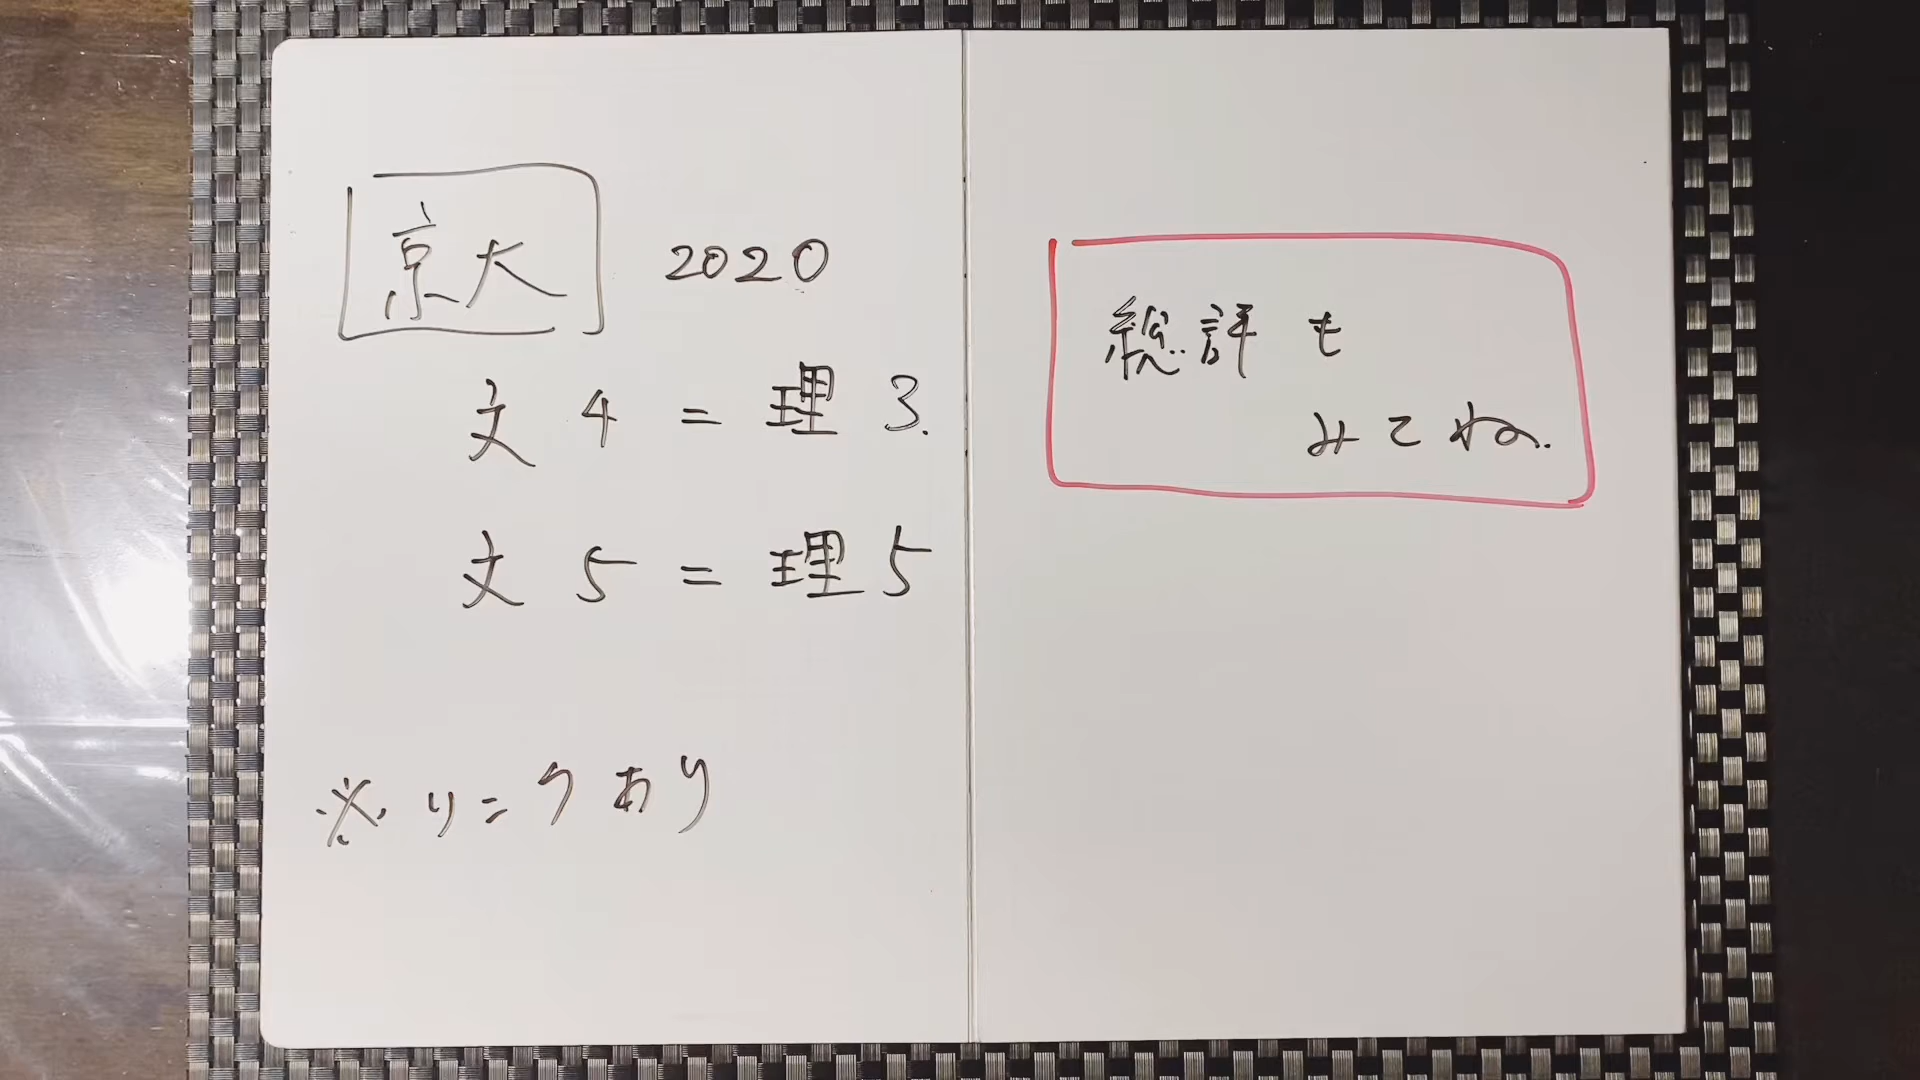 京大 2020
文 4 = 理 3.
文 5 = 理 5
※ リンクあり
総評も
みてね.